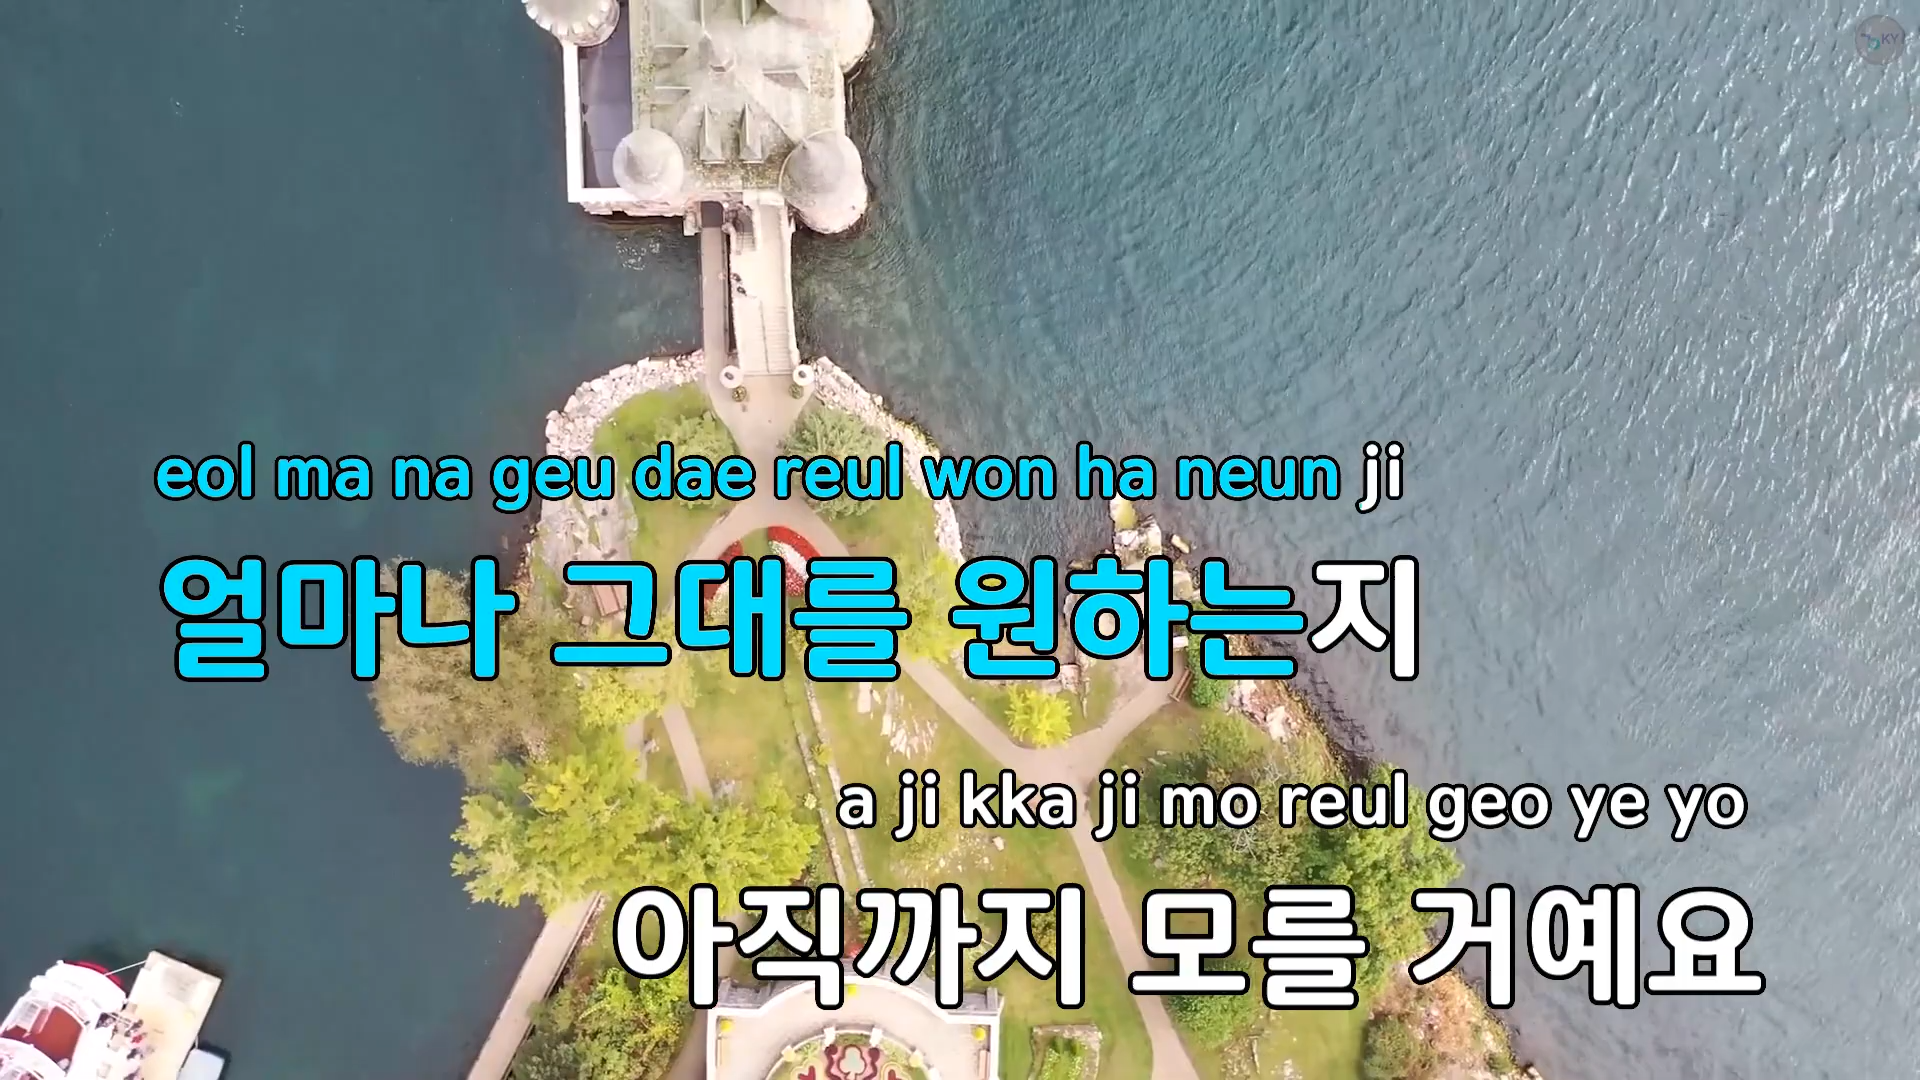 KY
eol ma na geu dae reul won ha neun ji
얼마나 그대를 원하는지
a ji kka ji mo reul geo ye yo
아직까지 모를 거예요